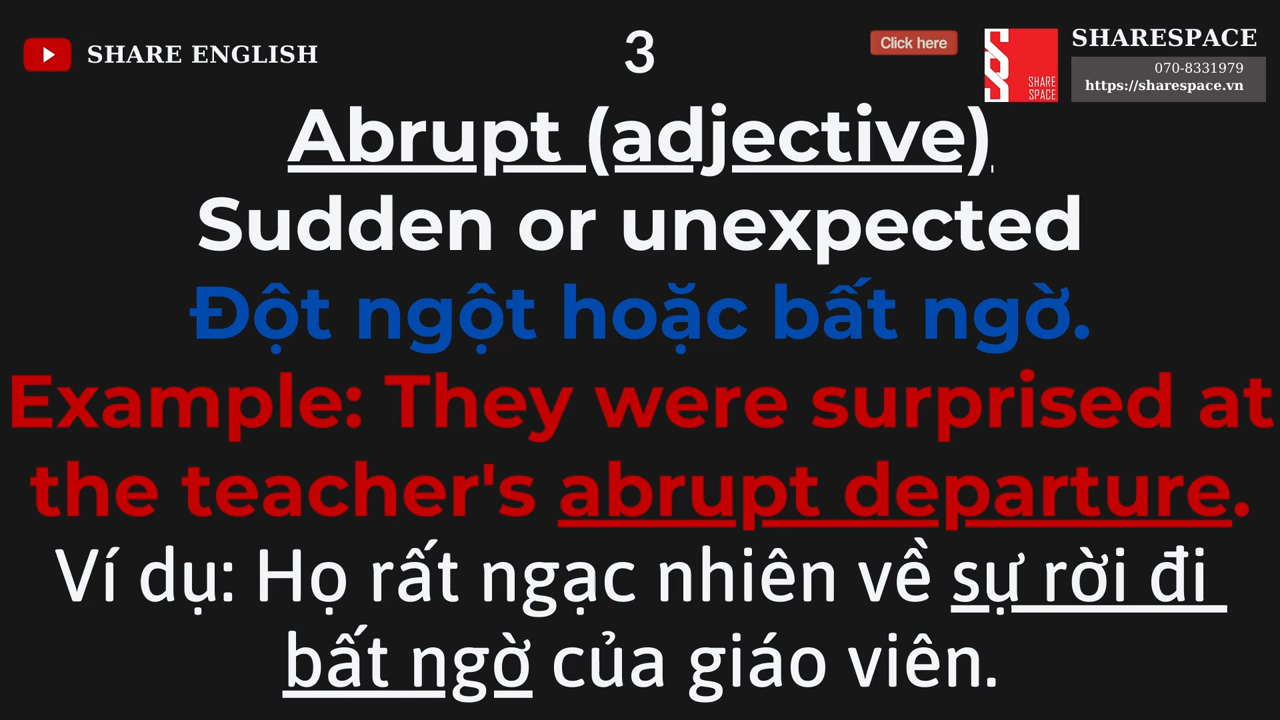 SHARE ENGLISH
3
Click here
SHARE
SPACE
SHARESPACE
070-8331979
https://sharespace.vn
Abrupt (adjective)
Sudden or unexpected
Đột ngột hoặc bất ngờ.
Example: They were surprised at
the teacher's abrupt departure.
Ví dụ: Họ rất ngạc nhiên về sự rời đi
bất ngờ của giáo viên.